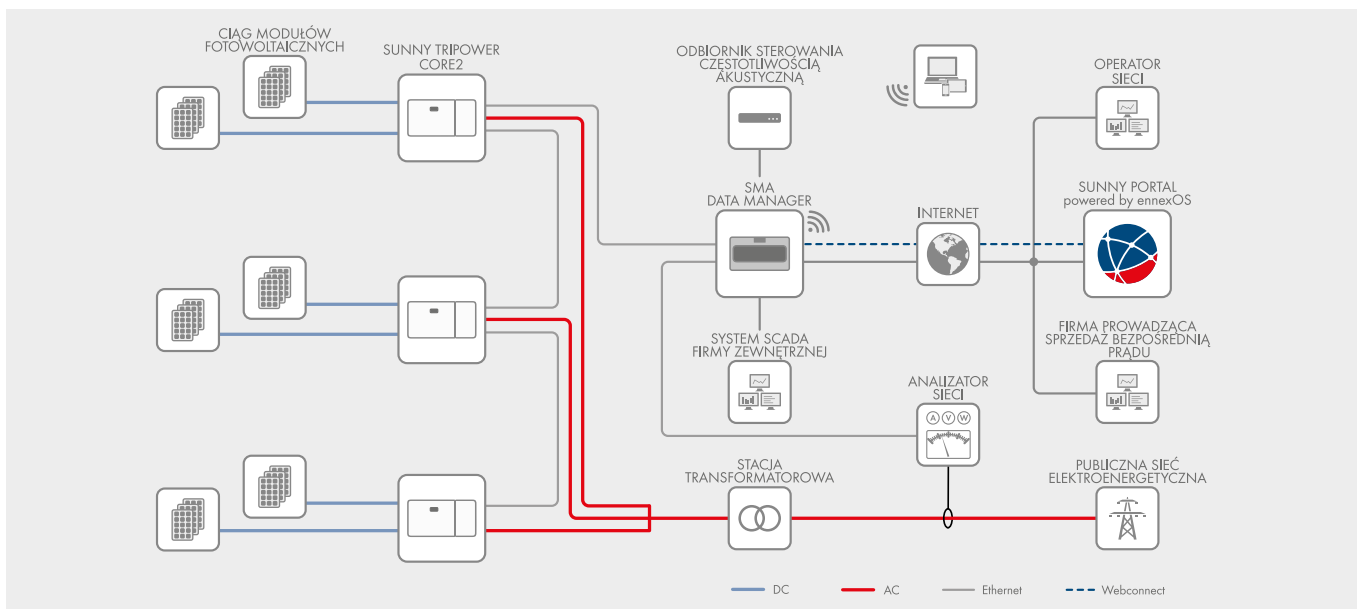 CIĄG MODUŁÓW
FOTOWOLTAICZNYCH
SUNNY TRIPOWER
CORE2
ODBIORNIK STEROWANIA
CZĘSTOTLIWOŚCIĄ
AKUSTYCZNĄ
OPERATOR
SIECI
SMA
DATA MANAGER
INTERNET
SUNNY PORTAL
powered by ennexOS
SYSTEM SCADA
FIRMY ZEWNĘTRZNEJ
FIRMA PROWADZĄCA
SPRZEDAŻ BEZPOŚREDNIĄ
PRĄDU
ANALIZATOR
SIECI
A V W
STACJA
TRANSFORMATOROWA
PUBLICZNA SIEĆ
ELEKTROENERGETYCZNA
DC
AC
Ethernet
Webconnect